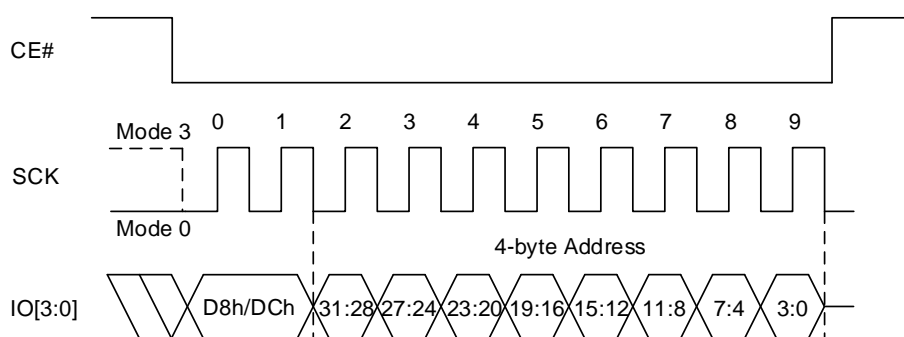 CE#
Mode 3 0 1 2 3 4 5 6 7 8 9
SCK
Mode 0
4-byte Address
IO[3:0] D8h/DCh 31:28 27:24 23:20 19:16 15:12 11:8 7:4 3:0